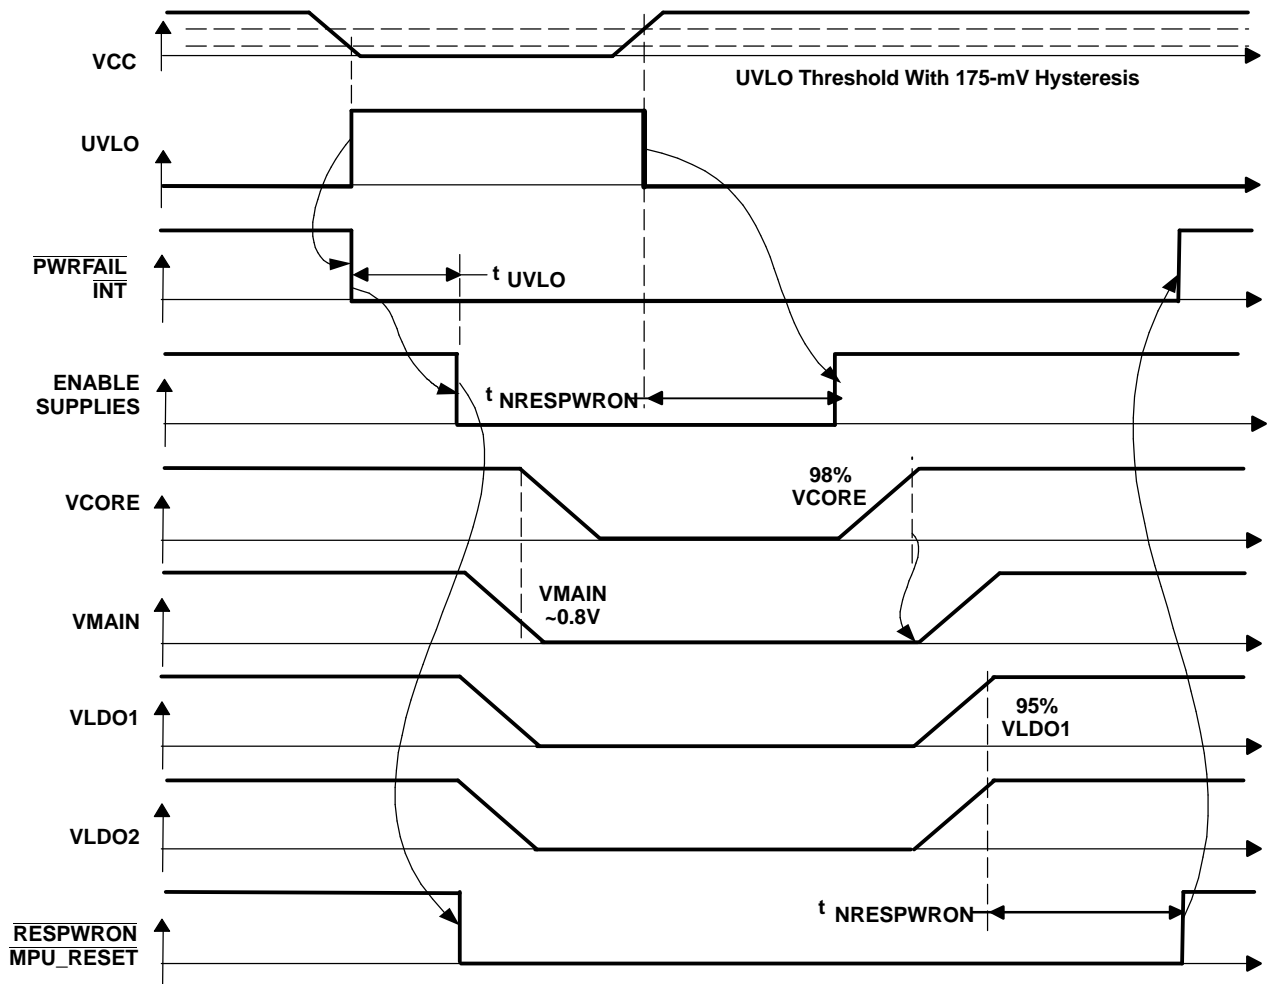 VCC
UVLO Threshold With 175-mV Hysteresis
UVLO
PWRFAIL
INT
t UVLO
ENABLE
SUPPLIES
t NRESPWRON
VCORE
98%
VCORE
VMAIN
VMAIN
~0.8V
VLDO1
95%
VLDO1
VLDO2
t NRESPWRON
RESPWRON
MPU_RESET